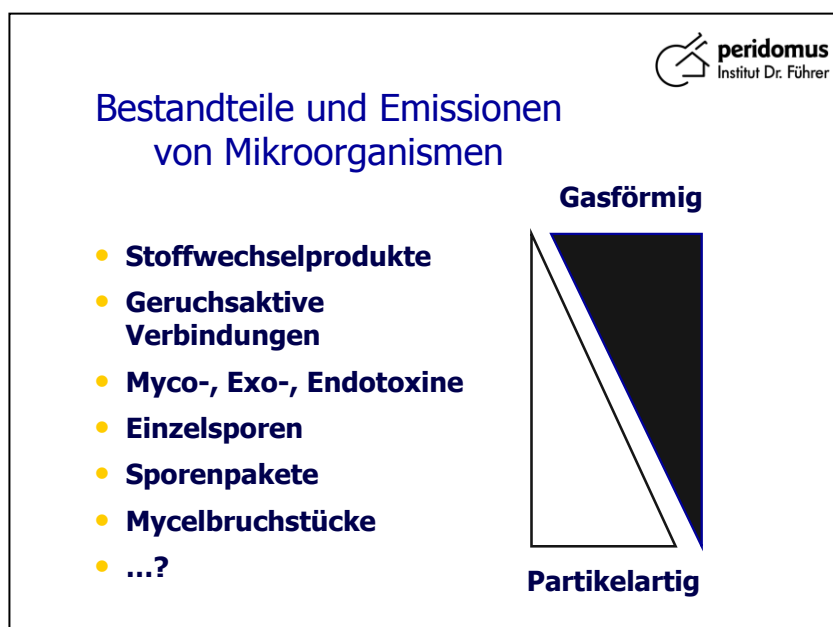 peridomus
Institut Dr. Führer
Bestandteile und Emissionen
von Mikroorganismen
Gasförmig
• Stoffwechselprodukte
• Geruchsaktive
Verbindungen
• Myco-, Exo-, Endotoxine
• Einzelsporen
• Sporenpakete
• Mycelbruchstücke
• ...?
Partikelartig